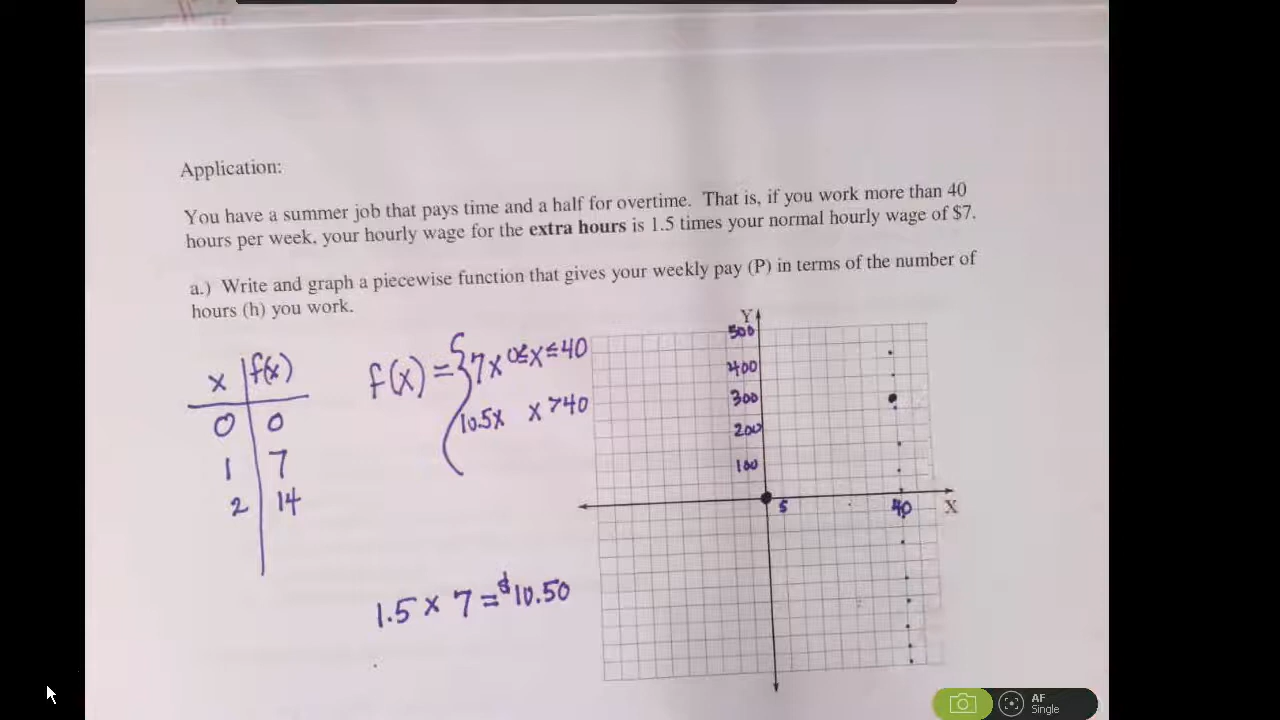 Application:
You have a summer job that pays time and a half for overtime. That is, if you work more than 40
hours per week, your hourly wage for the extra hours is 1.5 times your normal hourly wage of $7.
a.) Write and graph a piecewise function that gives your weekly pay (P) in terms of the number of
hours (h) you work.
x f(x)
0 0
1 7
2 14
f(x) = { 7x 0≤x≤40
10.5x x>40
1.5 x 7 = $10.50
Y
500
400
300
200
100
5 40 X
AF
Single